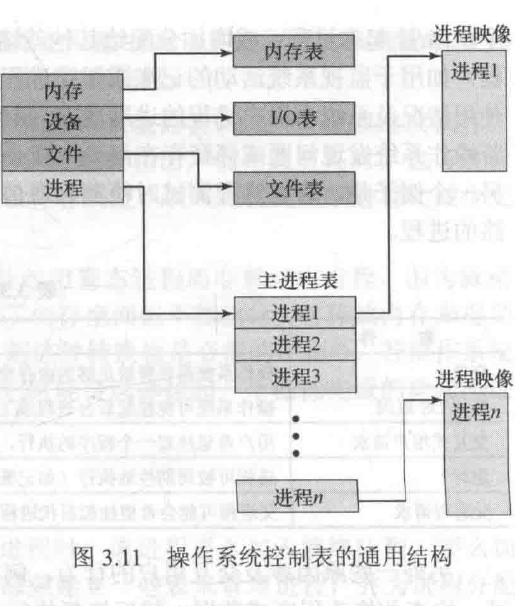 内存表
进程映像
内存
设备
文件
进程
I/O表
进程1
文件表
主进程表
进程1
进程2
进程3
进程n
进程映像
进程n
图 3.11 操作系统控制表的通用结构